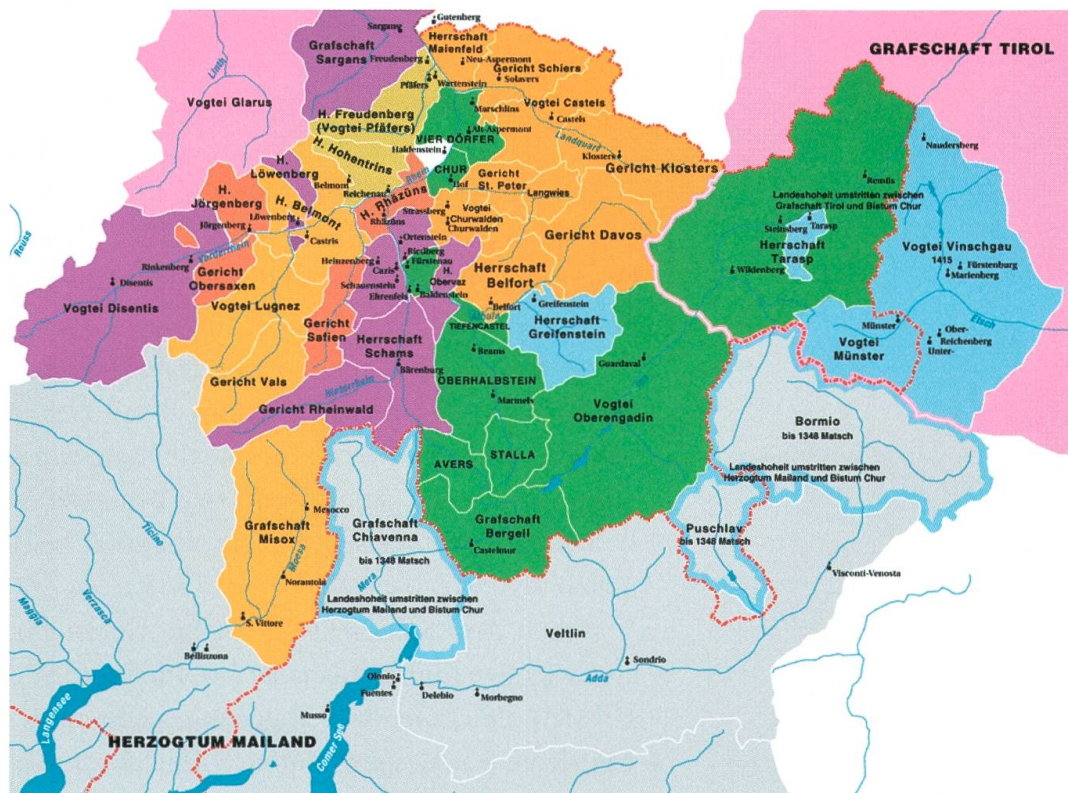 Gutenberg
Sargans
Grafschaft
Sargans
Herrschaft
Maienfeld
GRAFSCHAFT TIROL
Linth
Freudenberg
Neu-Aspermont
Gericht Schiers
Solavers
Pfäfers
Wartenstein
Vogtei Glarus
Marschlins
Vogtei Castels
Castels
H. Freudenberg
(Vogtei Pfäfers)
VIER DÖRFER
Alt-Aspermont
Landquart
Haldenstein
Klosters
Naudersberg
H.
Löwenberg
H. Hohentrins
CHUR
Gericht
St. Peter
Gericht Klosters
Belmont
Rhein
Hof
Langwies
Remüs
H.
Jörgenberg
Reichenau
H. Rhäzüns
Landeshoheit umstritten zwischen
Grafschaft Tirol und Bistum Chur
H. Belmont
Löwenberg
Jörgenberg
Rhäzüns
Strassberg
Vogtei
Churwalden
Churwalden
Steinsberg
Tarasp
Reuss
Castris
Ortenstein
Gericht Davos
Herrschaft
Tarasp
Vogtei Vinschgau
1415
Vorderrhein
Rinkenberg
Heinzenberg
Rietberg
Cazis
Fürstenau
H.
Obervaz
Wildenberg
Fürstenburg
Marienberg
Disentis
Gericht
Obersaxen
Schauenstein
Ehrenfels
Baldenstein
Herrschaft
Belfort
Vogtei Disentis
Vogtei Lugnez
Belfort
Greifenstein
Albula
TIEFENCASTEL
Herrschaft
Greifenstein
Münster
Etsch
Gericht
Safien
Herrschaft
Schams
Reams
Vogtei
Münster
Ober-
Reichenberg
Unter-
Bärenburg
Guardaval
Gericht Vals
OBERHALBSTEIN
Hinterrhein
Marmels
Vogtei
Oberengadin
Gericht Rheinwald
Bormio
bis 1348 Matsch
STALLA
AVERS
Landeshoheit umstritten zwischen
Herzogtum Mailand und Bistum Chur
Mesocco
Ticino
Grafschaft
Misox
Grafschaft
Chiavenna
bis 1348 Matsch
Grafschaft
Bergell
Puschlav
bis 1348 Matsch
Castelmur
Moesa
Norantola
Mera
Visconti-Venosta
Maggia
Verzasca
Landeshoheit umstritten zwischen
Herzogtum Mailand und Bistum Chur
S. Vittore
Veltlin
Bellinzona
Sondrio
Adda
Olonio
Fuentes
Delebio
Morbegno
Langensee
Musso
HERZOGTUM MAILAND
Comer See